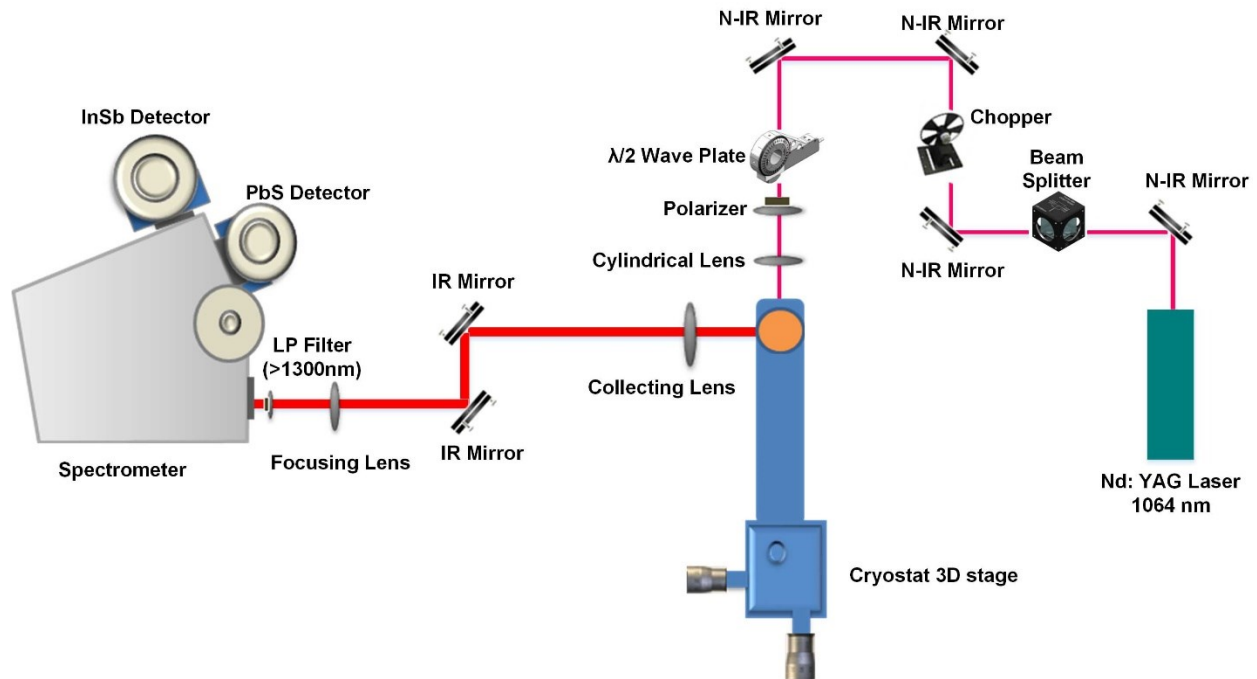 N-IR Mirror
N-IR Mirror
InSb Detector
Chopper
λ/2 Wave Plate
Beam
Splitter
N-IR Mirror
PbS Detector
Polarizer
Cylindrical Lens
N-IR Mirror
IR Mirror
LP Filter
(>1300nm)
Collecting Lens
IR Mirror
Focusing Lens
Spectrometer
Nd: YAG Laser
1064 nm
Cryostat 3D stage